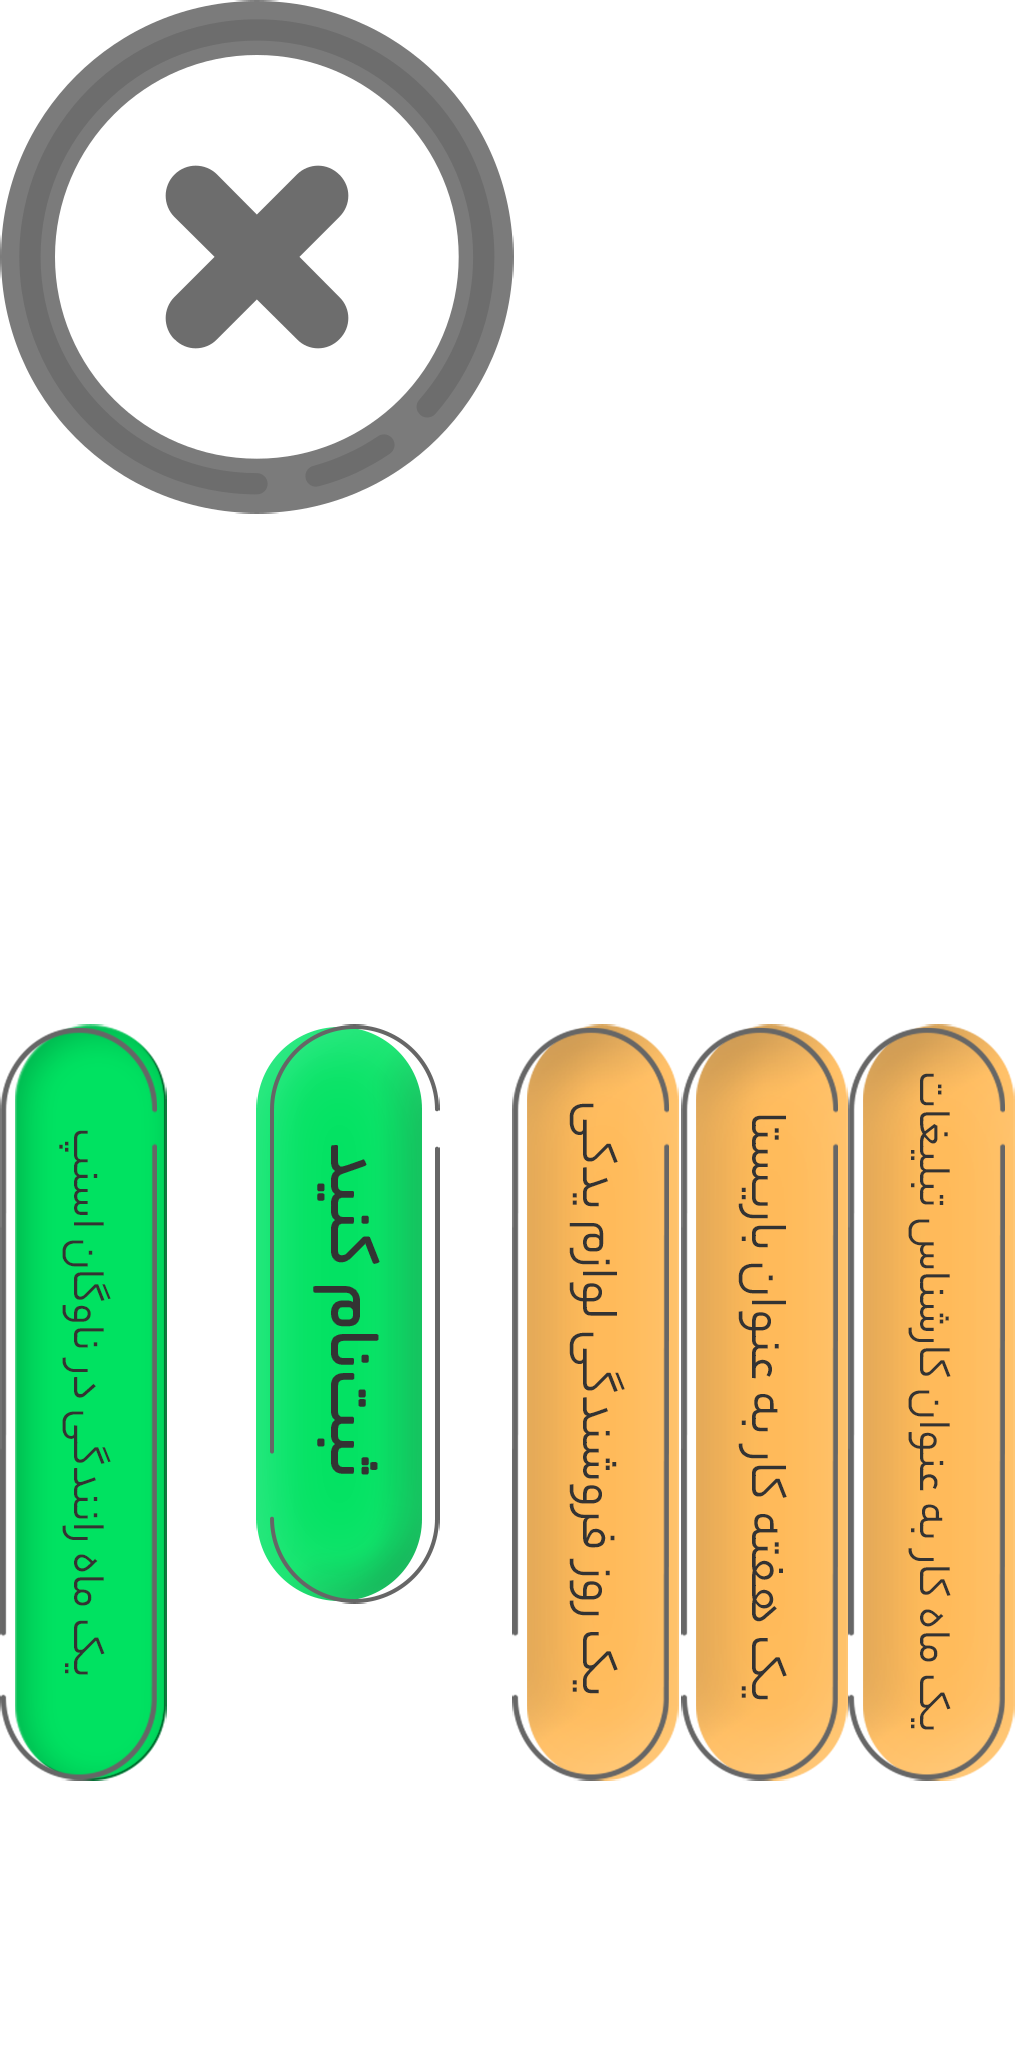 یک ماه رانندگی در ناوگان اسنپ
ثبت‌نام کنید
یک روز فروشندگی لوازم یدکی
یک هفته کار به عنوان باریستا
یک ماه کار به عنوان کارشناس تبلیغات